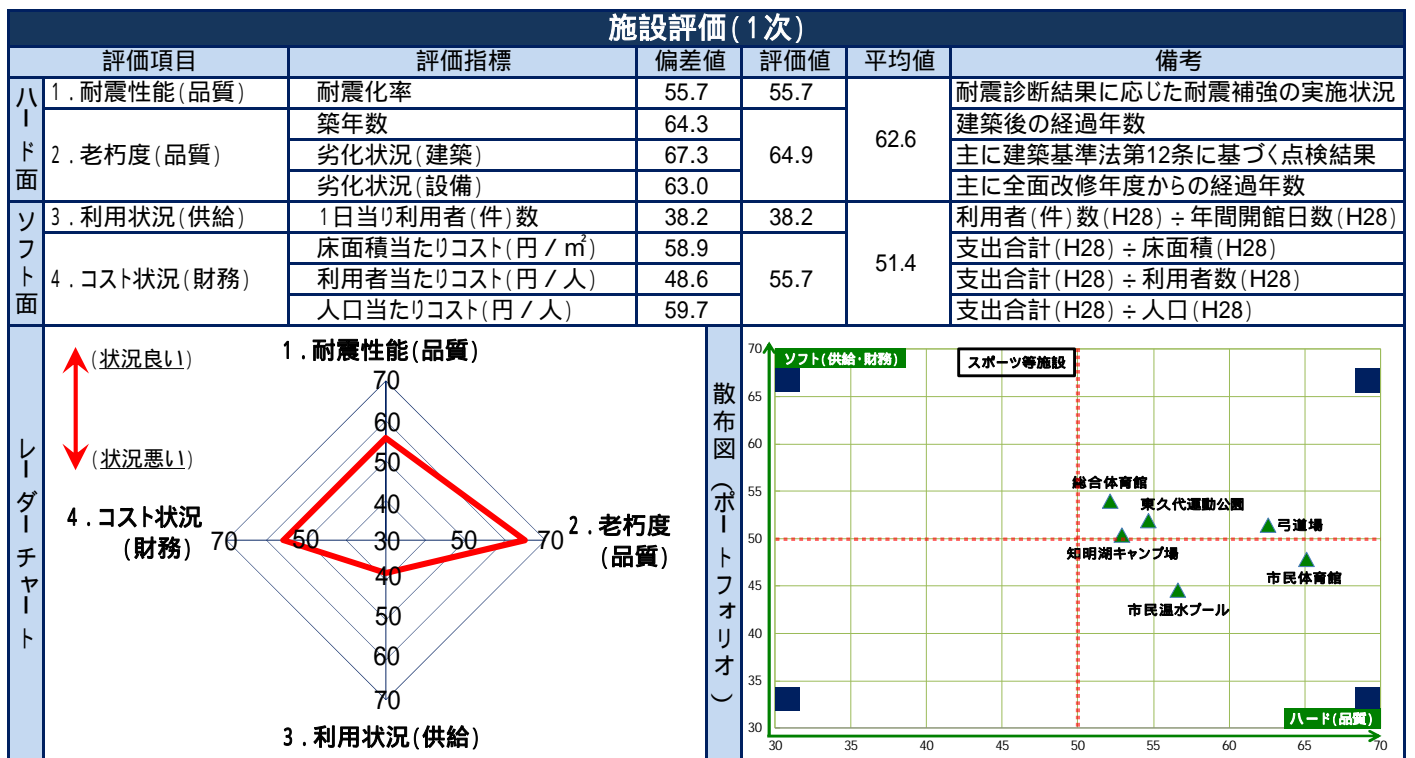 施設評価(1次)
評価項目 評価指標 偏差値 評価値 平均値 備考
ハード面
1．耐震性能(品質) 耐震化率 55.7 55.7 62.6 耐震診断結果に応じた耐震補強の実施状況
2．老朽度(品質) 築年数 64.3 64.9 建築後の経過年数
劣化状況(建築) 67.3 主に建築基準法第12条に基づく点検結果
劣化状況(設備) 63.0 主に全面改修年度からの経過年数
ソフト面
3．利用状況(供給) 1日当り利用者(件)数 38.2 38.2 51.4 利用者(件)数(H28)÷年間開館日数(H28)
4．コスト状況(財務) 床面積当たりコスト(円／㎡) 58.9 55.7 支出合計(H28)÷床面積(H28)
利用者当たりコスト(円／人) 48.6 支出合計(H28)÷利用者数(H28)
人口当たりコスト(円／人) 59.7 支出合計(H28)÷人口(H28)
レーダーチャート
(状況良い)
(状況悪い)
1．耐震性能(品質)
70
60
50
40
4．コスト状況
(財務)
70 50 30 50 70
2．老朽度
(品質)
40
50
60
70
3．利用状況(供給)
散布図（ポートフォリオ）
ソフト(供給・財務)
スポーツ等施設
70
65
60
55
50
45
40
35
30
総合体育館
東久代運動公園
弓道場
知明湖キャンプ場
市民体育館
市民温水プール
ハード(品質)
30 35 40 45 50 55 60 65 70